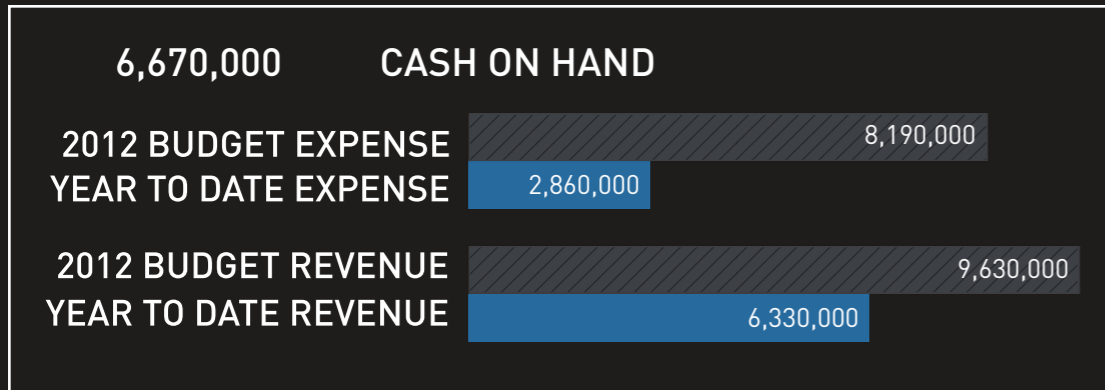 6,670,000 CASH ON HAND
2012 BUDGET EXPENSE 8,190,000
YEAR TO DATE EXPENSE 2,860,000
2012 BUDGET REVENUE 9,630,000
YEAR TO DATE REVENUE 6,330,000